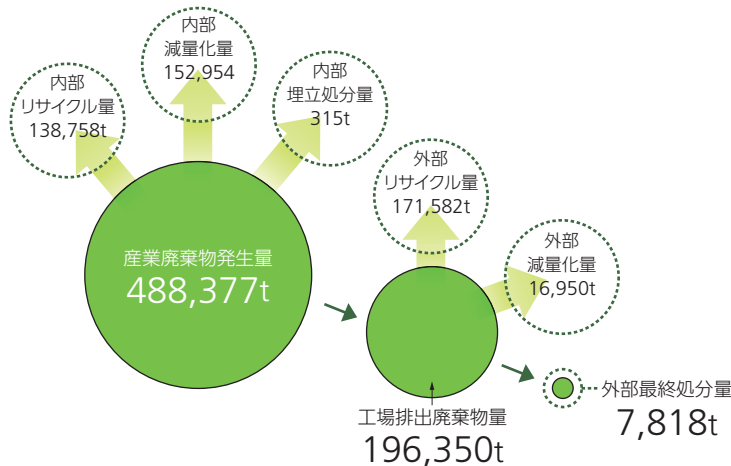 内部
減量化量
152,954
内部
リサイクル量
138,758t
内部
埋立処分量
315t
外部
リサイクル量
171,582t
外部
減量化量
16,950t
産業廃棄物発生量
488,377t
工場排出廃棄物量
196,350t
外部最終処分量
7,818t